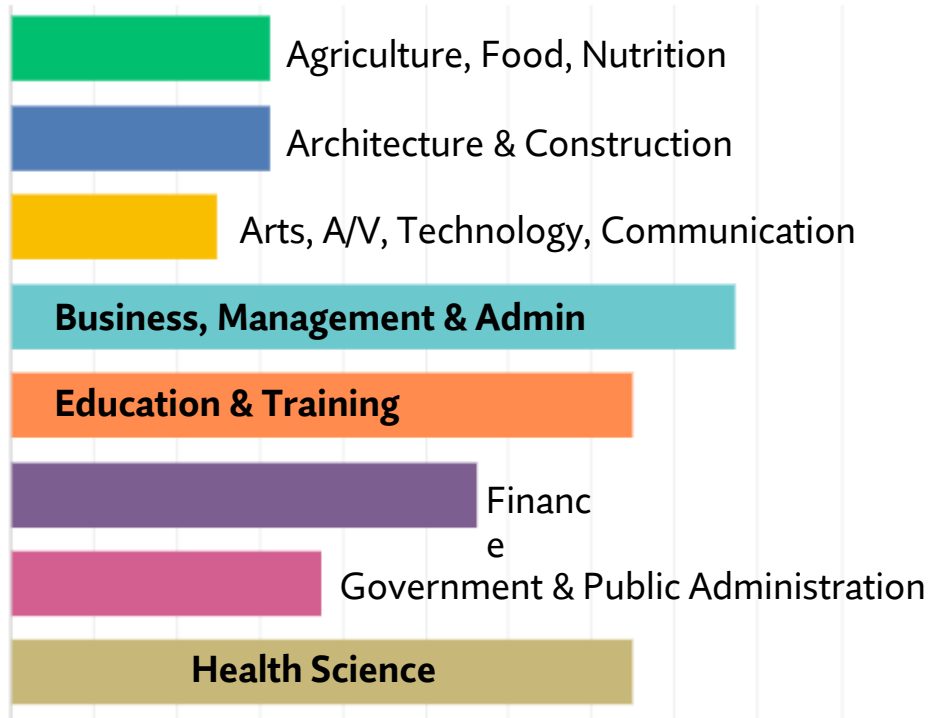 Agriculture, Food, Nutrition
Architecture & Construction
Arts, A/V, Technology, Communication
Business, Management & Admin
Education & Training
Financ
e
Government & Public Administration
Health Science